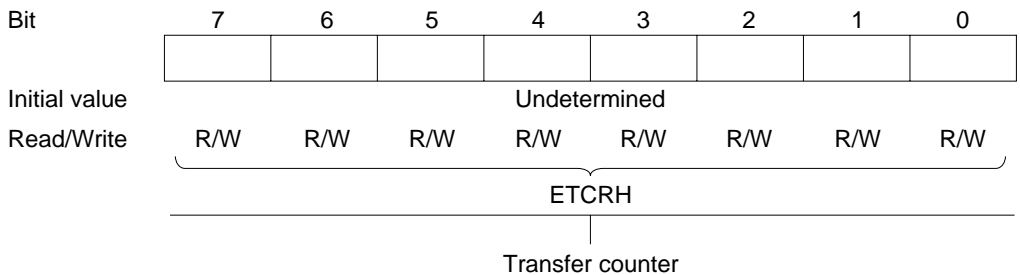 Bit 7 6 5 4 3 2 1 0
Initial value Undetermined
Read/Write R/W R/W R/W R/W R/W R/W R/W R/W
ETCRH
Transfer counter